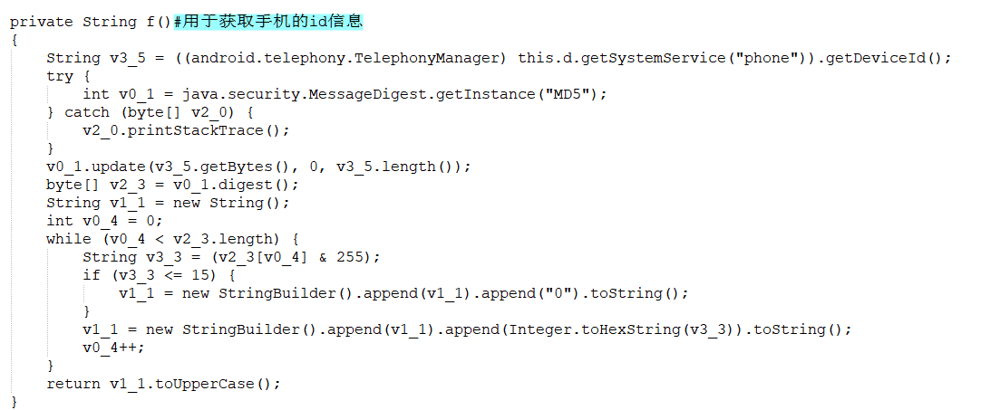 private String f()#用于获取手机的id信息
{
    String v3_5 = ((android.telephony.TelephonyManager) this.d.getSystemService("phone")).getDeviceId();
    try {
        int v0_1 = java.security.MessageDigest.getInstance("MD5");
    } catch (byte[] v2_0) {
        v2_0.printStackTrace();
    }
    v0_1.update(v3_5.getBytes(), 0, v3_5.length());
    byte[] v2_3 = v0_1.digest();
    String v1_1 = new String();
    int v0_4 = 0;
    while (v0_4 < v2_3.length) {
        String v3_3 = (v2_3[v0_4] & 255);
        if (v3_3 <= 15) {
            v1_1 = new StringBuilder().append(v1_1).append("0").toString();
        }
        v1_1 = new StringBuilder().append(v1_1).append(Integer.toHexString(v3_3)).toString();
        v0_4++;
    }
    return v1_1.toUpperCase();
}